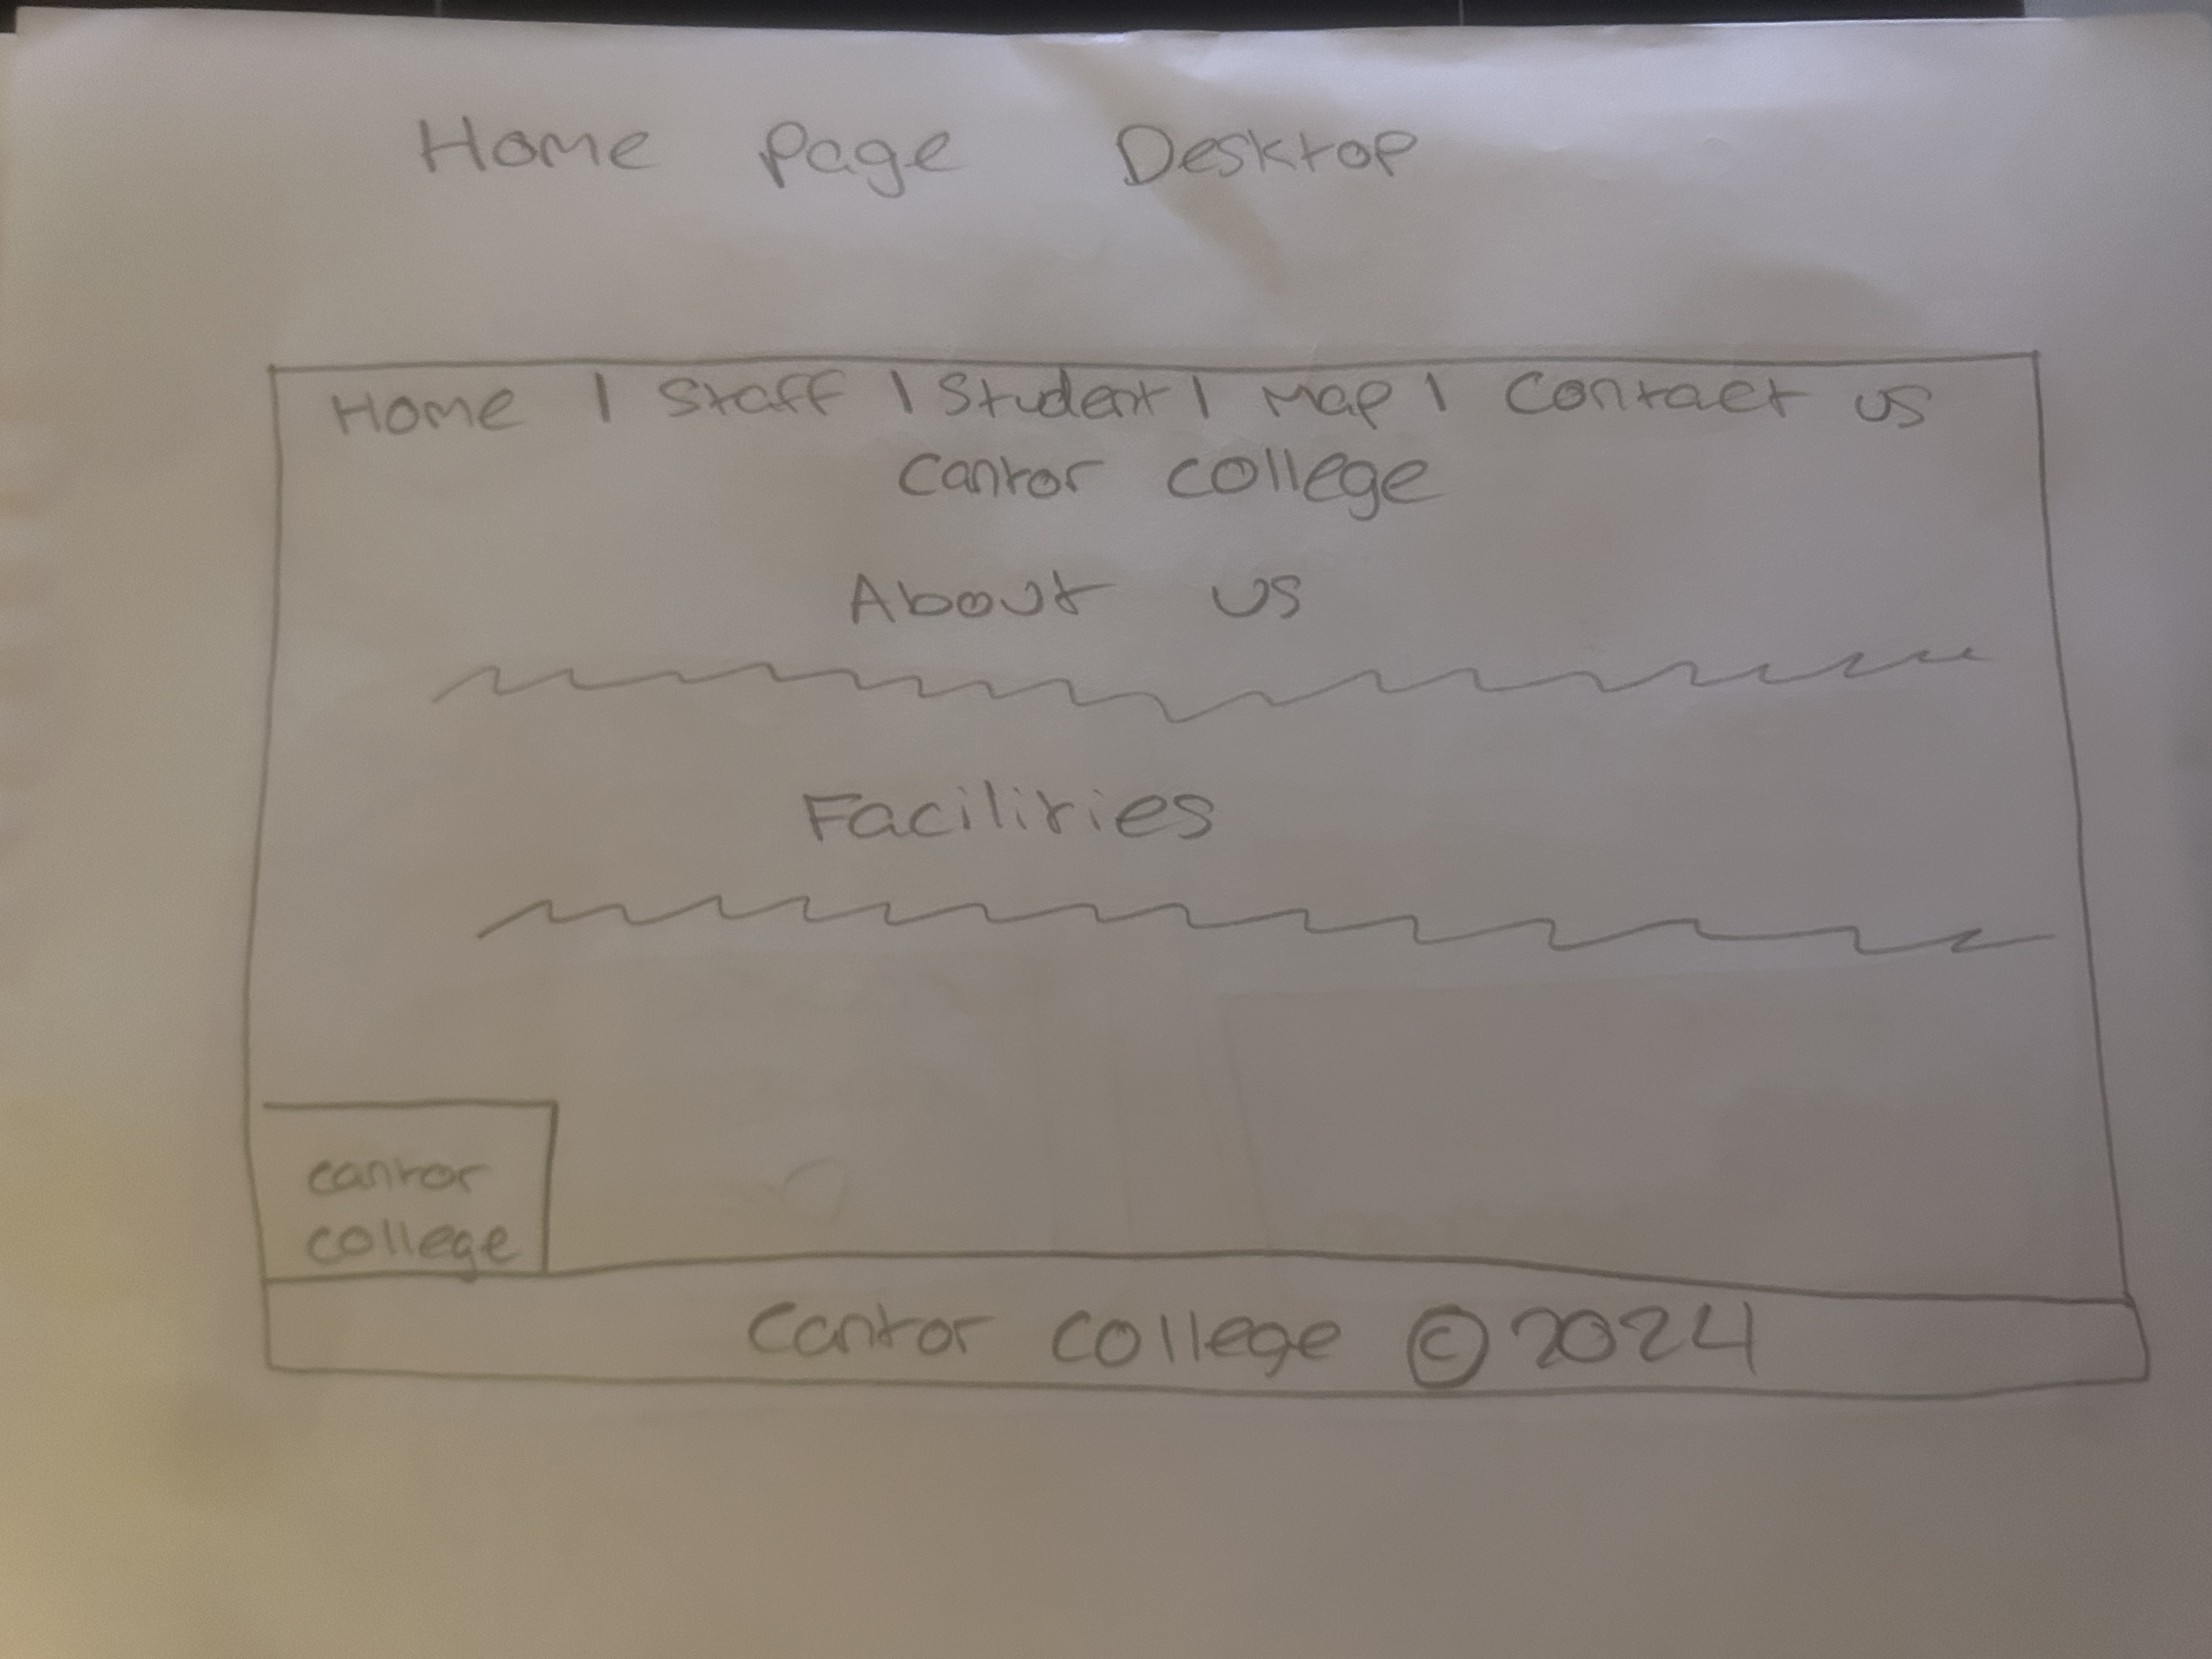 Home Page Desktop
Home | Staff | Student | Map | Contact us
Cantor College
About us
Facilities
Cantor
College
Cantor College © 2024